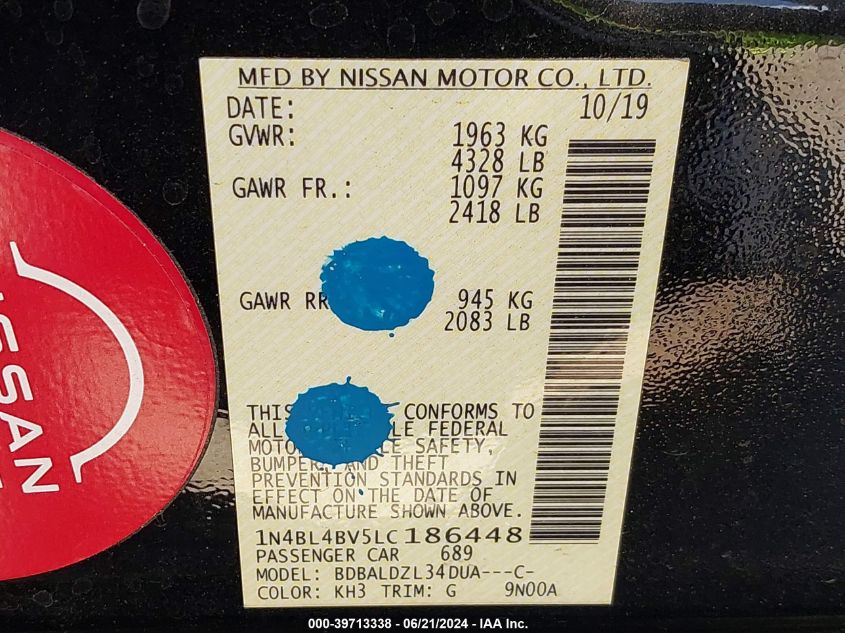 MFD BY NISSAN MOTOR CO., LTD.
DATE: 10/19
GVWR: 1963 KG
4328 LB
GAWR FR.: 1097 KG
2418 LB
GAWR RR 945 KG
2083 LB
THIS CONFORMS TO
ALL FEDERAL
SAFETY,
BUMPER, AND THEFT
PREVENTION STANDARDS IN
EFFECT ON THE DATE OF
MANUFACTURE SHOWN ABOVE.
1N4BL4BV5LC186448
PASSENGER CAR 689
MODEL: BDBALDZL34DUA---C-
COLOR: KH3 TRIM: G 9N00A
NISSAN
000-39713338 - 06/21/2024 - IAA Inc.